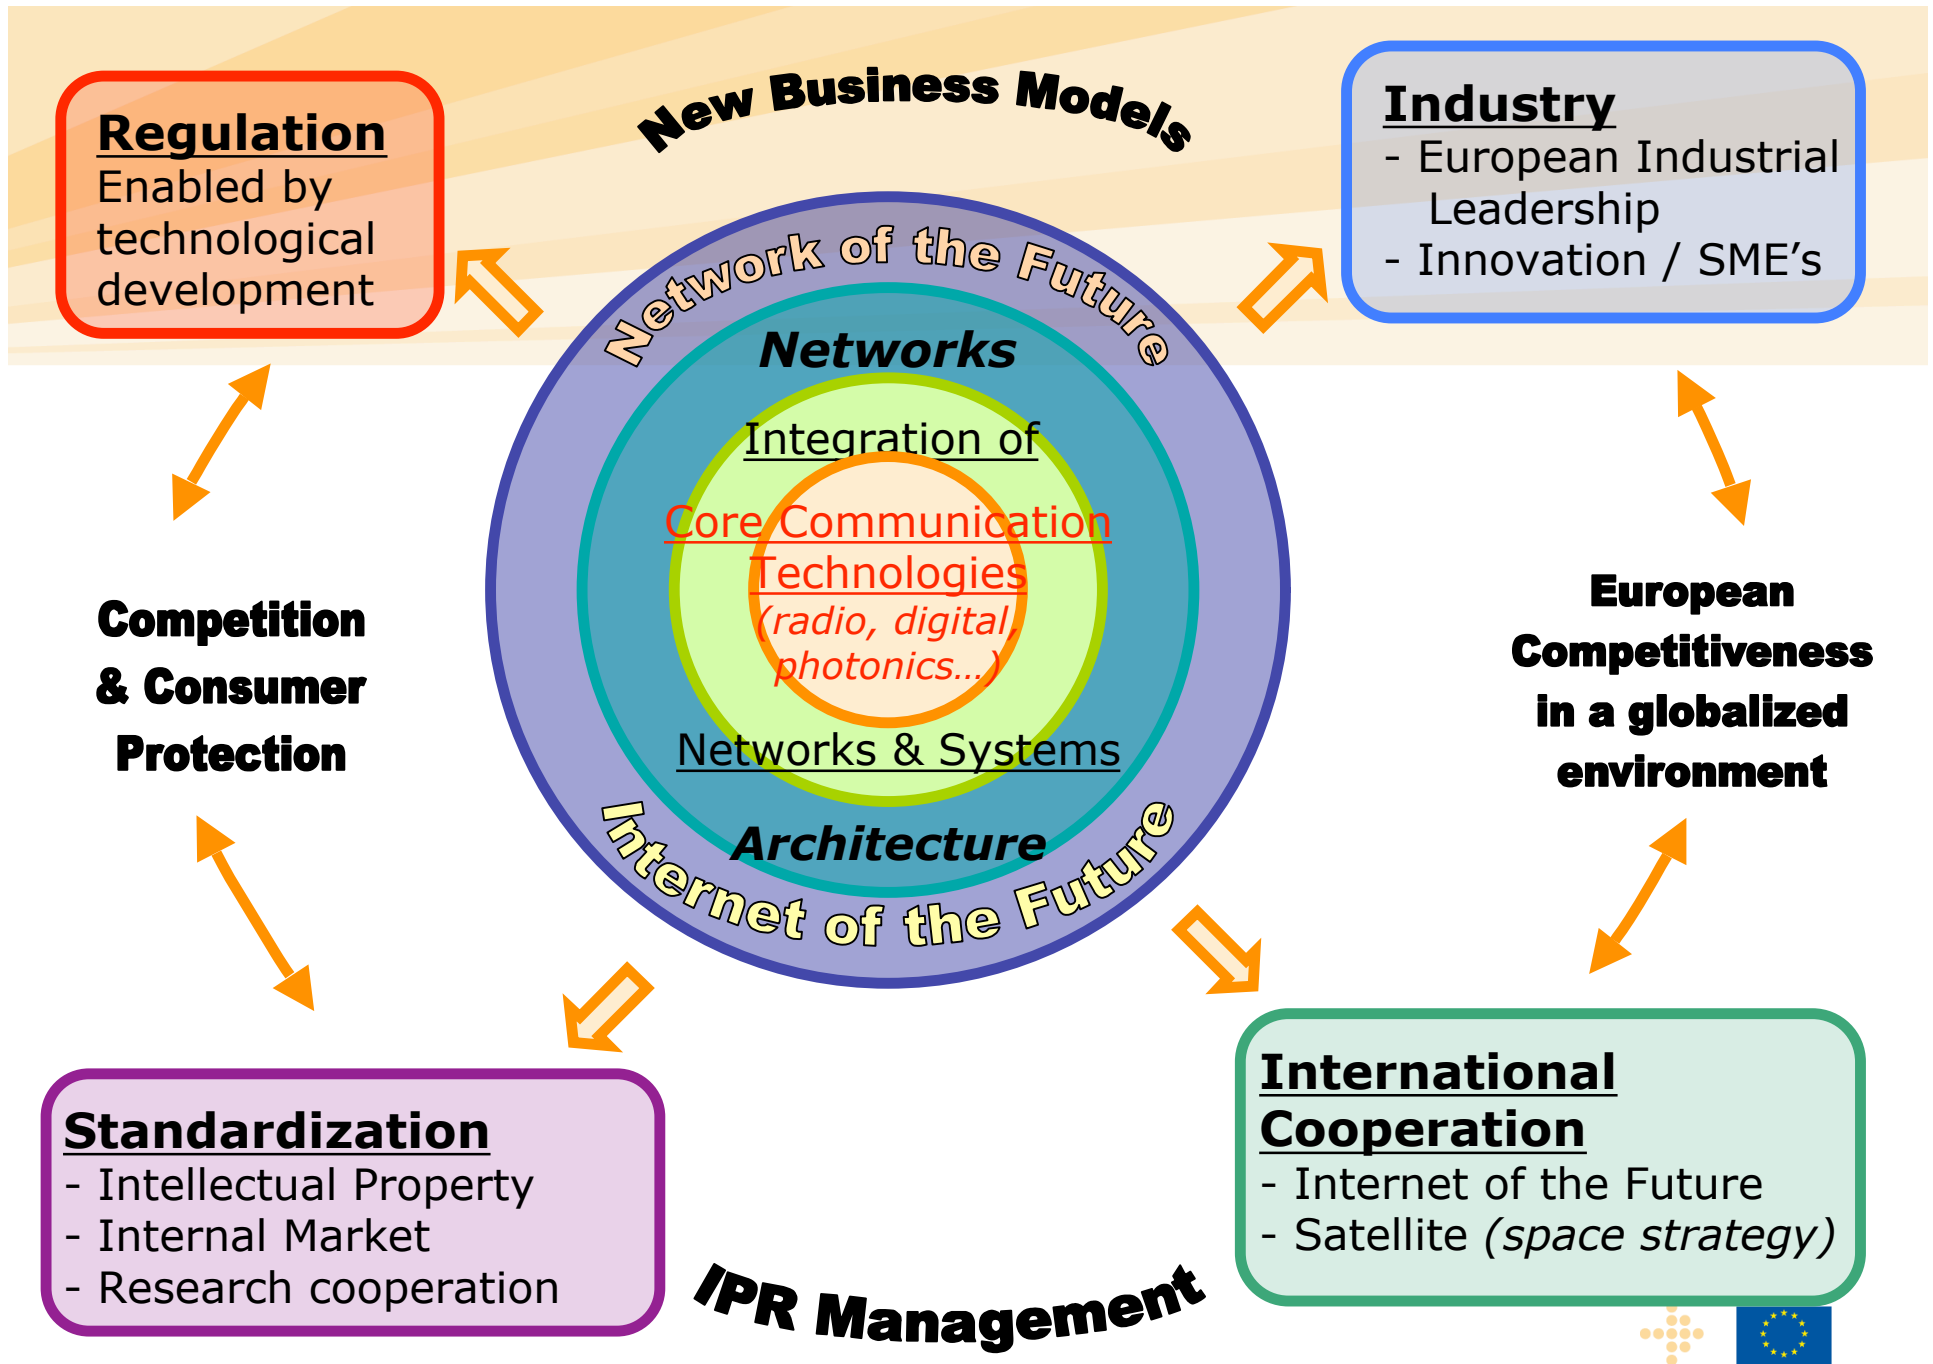 New Business Models
Regulation
Enabled by
technological
development
Industry
- European Industrial
Leadership
- Innovation / SME's
Network of the Future
Networks
Integration of
Core Communication
Technologies
(radio, digital,
photonics...)
Networks & Systems
Architecture
Internet of the Future
Competition
& Consumer
Protection
European
Competitiveness
in a globalized
environment
Standardization
- Intellectual Property
- Internal Market
- Research cooperation
International
Cooperation
- Internet of the Future
- Satellite (space strategy)
IPR Management